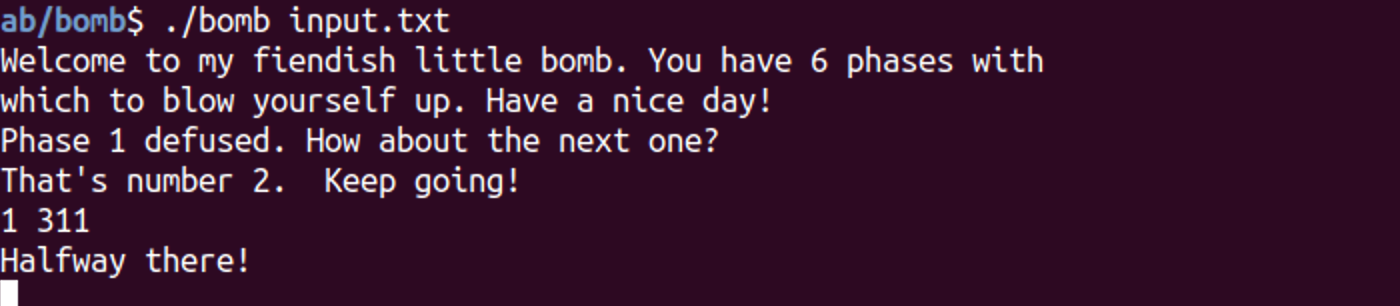 ab/bomb$ ./bomb input.txt
Welcome to my fiendish little bomb. You have 6 phases with
which to blow yourself up. Have a nice day!
Phase 1 defused. How about the next one?
That's number 2.  Keep going!
1 311
Halfway there!